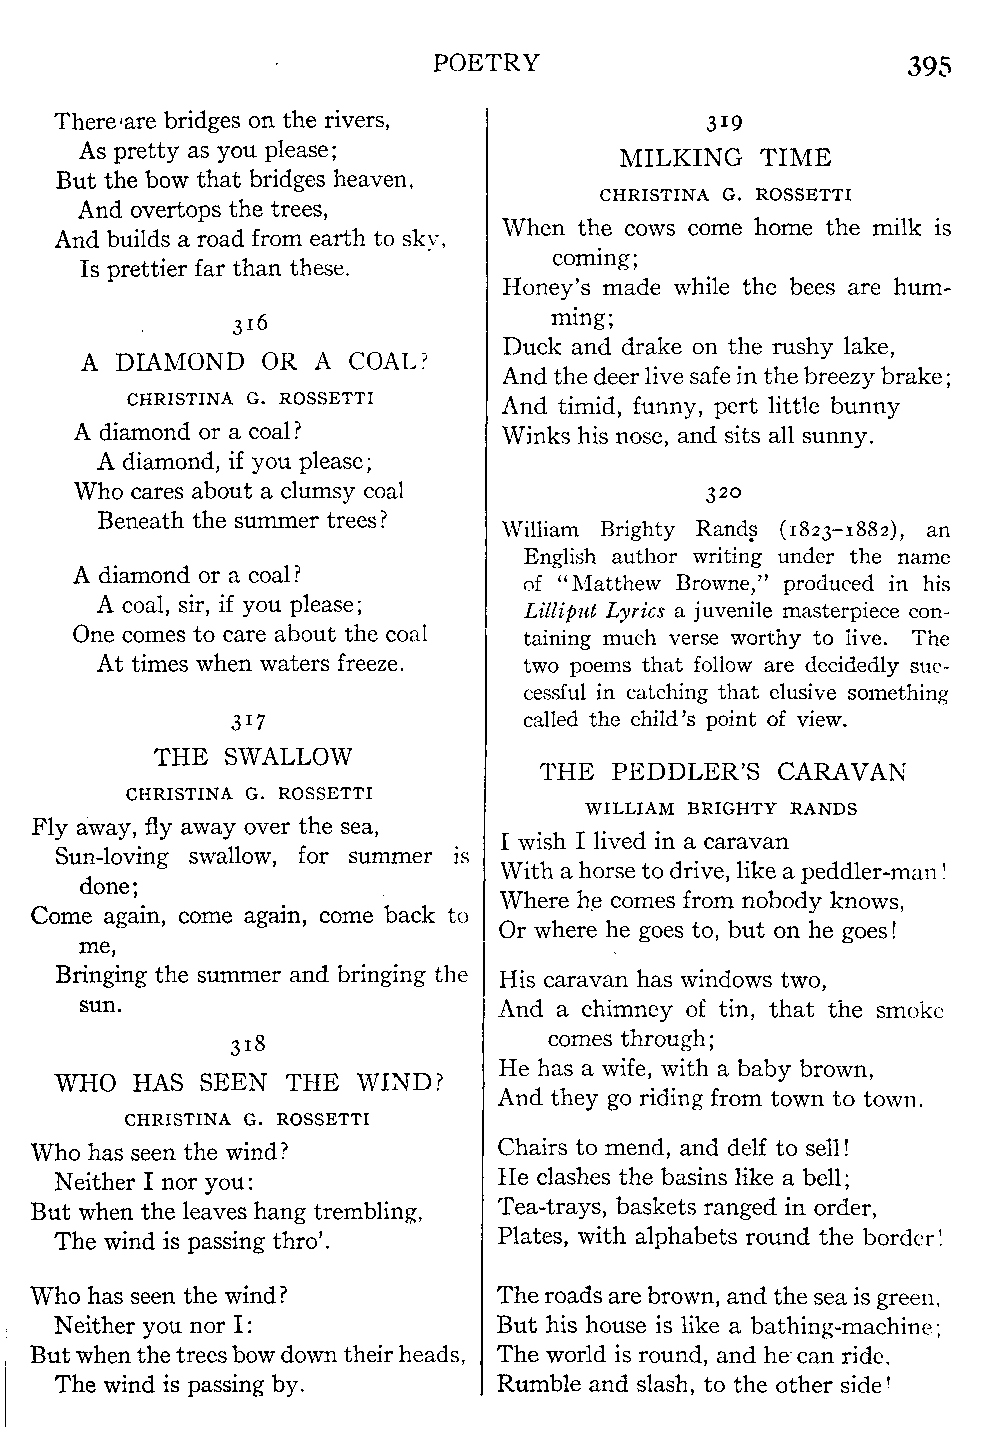 POETRY
395
There are bridges on the rivers,
As pretty as you please;
But the bow that bridges heaven,
And overtops the trees,
And builds a road from earth to sky,
Is prettier far than these.
316
A DIAMOND OR A COAL?
CHRISTINA G. ROSSETTI
A diamond or a coal?
A diamond, if you please;
Who cares about a clumsy coal
Beneath the summer trees?
A diamond or a coal?
A coal, sir, if you please;
One comes to care about the coal
At times when waters freeze.
317
THE SWALLOW
CHRISTINA G. ROSSETTI
Fly away, fly away over the sea,
Sun-loving swallow, for summer is
done;
Come again, come again, come back to
me,
Bringing the summer and bringing the
sun.
318
WHO HAS SEEN THE WIND?
CHRISTINA G. ROSSETTI
Who has seen the wind?
Neither I nor you:
But when the leaves hang trembling,
The wind is passing thro'.
Who has seen the wind?
Neither you nor I:
But when the trees bow down their heads,
The wind is passing by.
319
MILKING TIME
CHRISTINA G. ROSSETTI
When the cows come home the milk is
coming;
Honey's made while the bees are hum-
ming;
Duck and drake on the rushy lake,
And the deer live safe in the breezy brake;
And timid, funny, pert little bunny
Winks his nose, and sits all sunny.
320
William Brighty Rands (1823–1882), an
English author writing under the name
of "Matthew Browne," produced in his
Lilliput Lyrics a juvenile masterpiece con-
taining much verse worthy to live. The
two poems that follow are decidedly suc-
cessful in catching that elusive something
called the child's point of view.
THE PEDDLER'S CARAVAN
WILLIAM BRIGHTY RANDS
I wish I lived in a caravan
With a horse to drive, like a peddler-man!
Where he comes from nobody knows,
Or where he goes to, but on he goes!
His caravan has windows two,
And a chimney of tin, that the smoke
comes through;
He has a wife, with a baby brown,
And they go riding from town to town.
Chairs to mend, and delf to sell!
He clashes the basins like a bell;
Tea-trays, baskets ranged in order,
Plates, with alphabets round the border!
The roads are brown, and the sea is green,
But his house is like a bathing-machine;
The world is round, and he can ride,
Rumble and slash, to the other side!